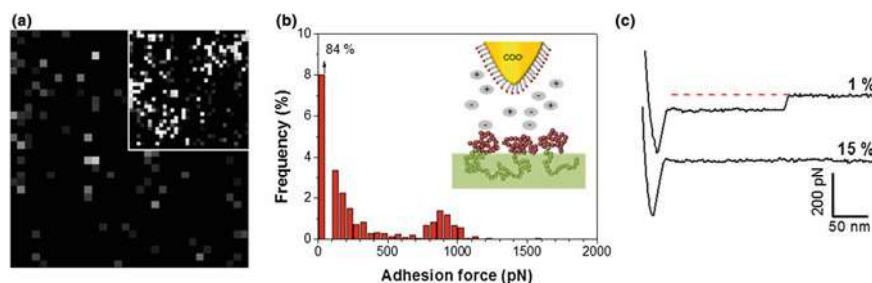 (a)
(b)
84 %
10
8
6
4
2
0
Frequency (%)
COO⁻
0
500
1000
1500
2000
Adhesion force (pN)
(c)
1 %
15 %
200 pN
50 nm